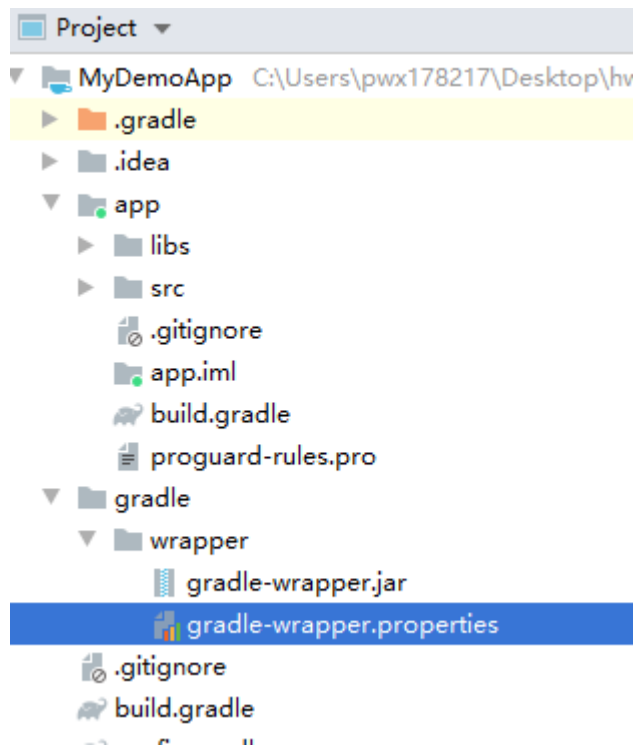 Project
MyDemoApp C:\Users\pwx178217\Desktop\hw
.gradle
.idea
app
libs
src
.gitignore
app.iml
build.gradle
proguard-rules.pro
gradle
wrapper
gradle-wrapper.jar
gradle-wrapper.properties
.gitignore
build.gradle